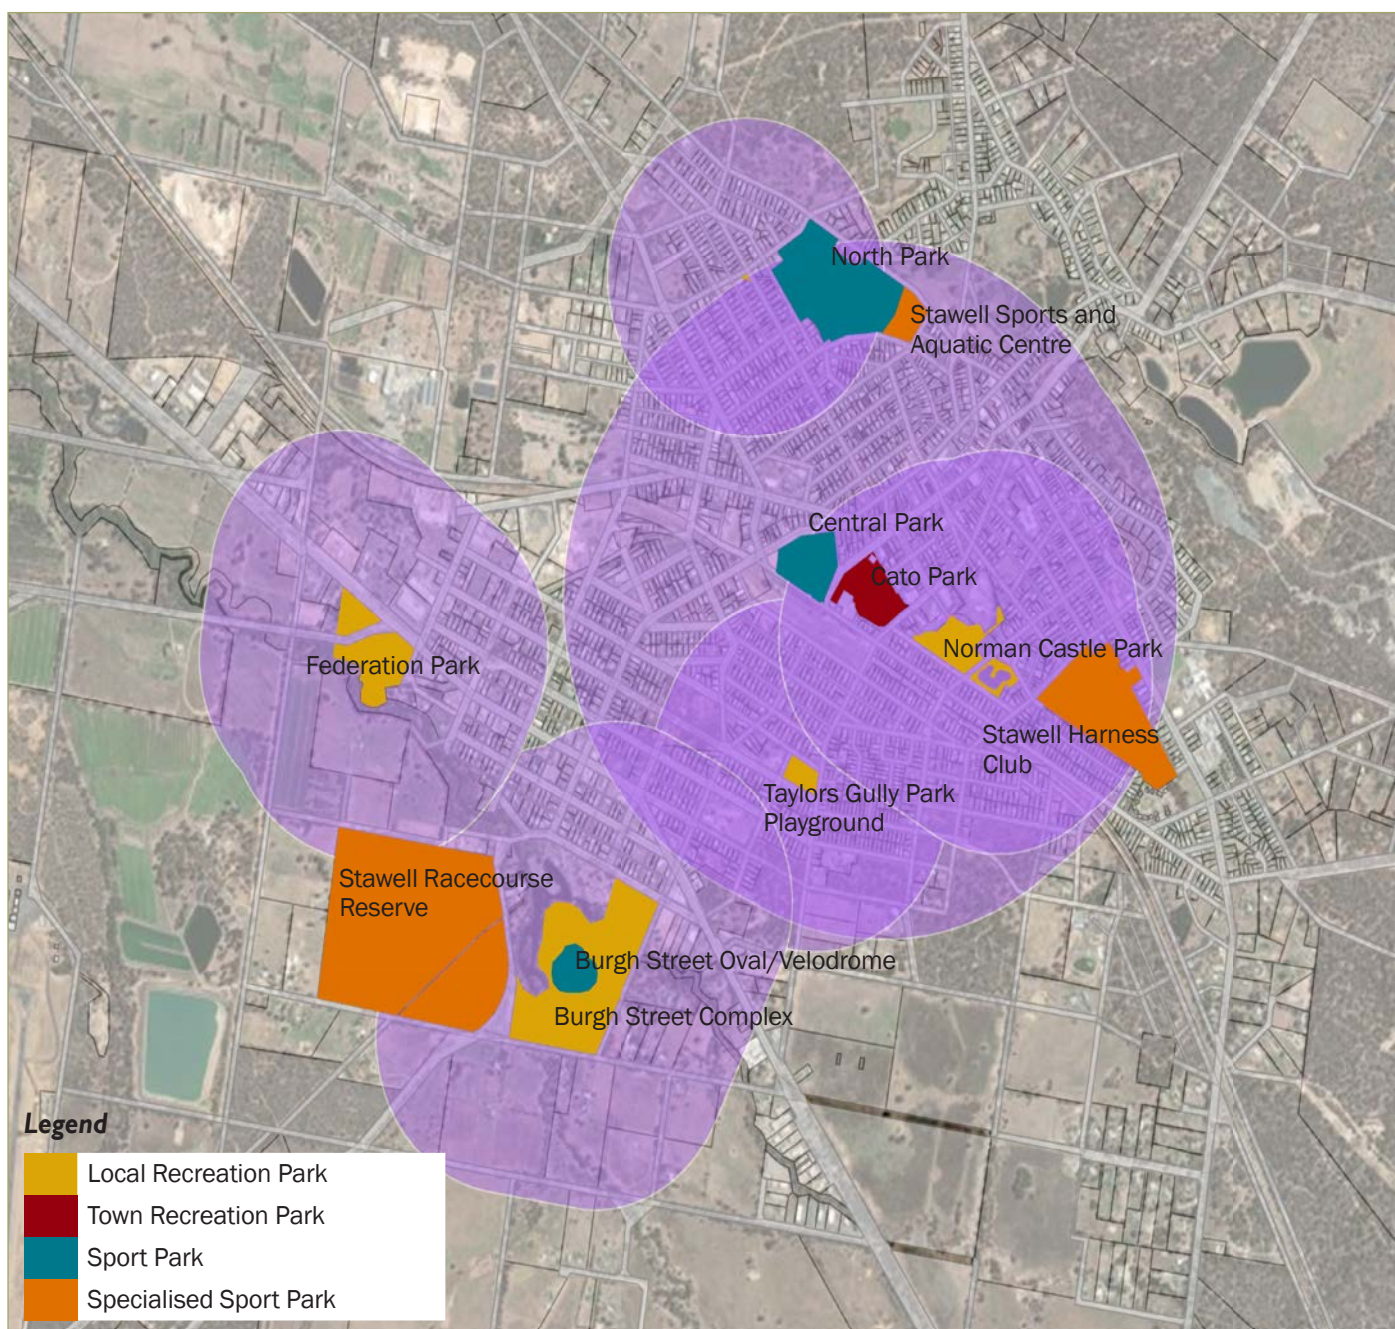 North Park
Stawell Sports and
Aquatic Centre
Central Park
Cato Park
Norman Castle Park
Federation Park
Stawell Harness
Club
Taylors Gully Park
Playground
Stawell Racecourse
Reserve
Burgh Street Oval/Velodrome
Burgh Street Complex
Legend
Local Recreation Park
Town Recreation Park
Sport Park
Specialised Sport Park